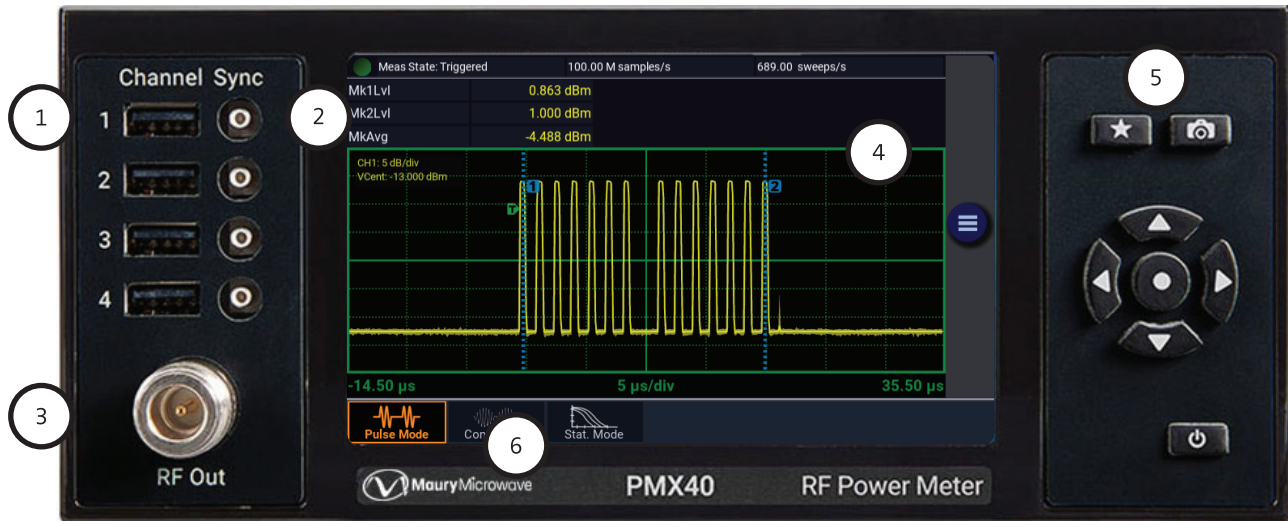 Channel Sync
1
1
2
3
4
3
RF Out
2
Meas State: Triggered 100.00 M samples/s 689.00 sweeps/s
Mk1Lvl 0.863 dBm
Mk2Lvl 1.000 dBm
MkAvg -4.488 dBm
4
CH1: 5 dB/div
VCent: -13.000 dBm
T
1
2
-14.50 µs 5 µs/div 35.50 µs
Pulse Mode
Stat. Mode
6
MauryMicrowave PMX40 RF Power Meter
5